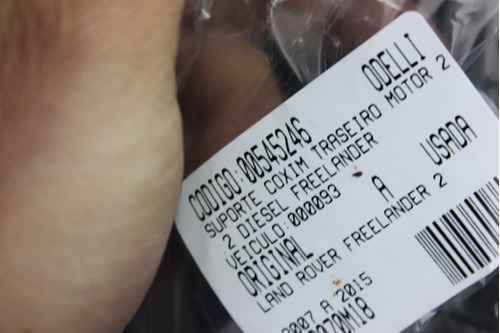 ODELLI
CODIGO:00545246
SUPORTE COXIM TRASEIRO MOTOR 2
2 DIESEL FREELANDER
VEICULO:000093 A USADA
ORIGINAL
LAND ROVER FREELANDER 2
2007 A 2015